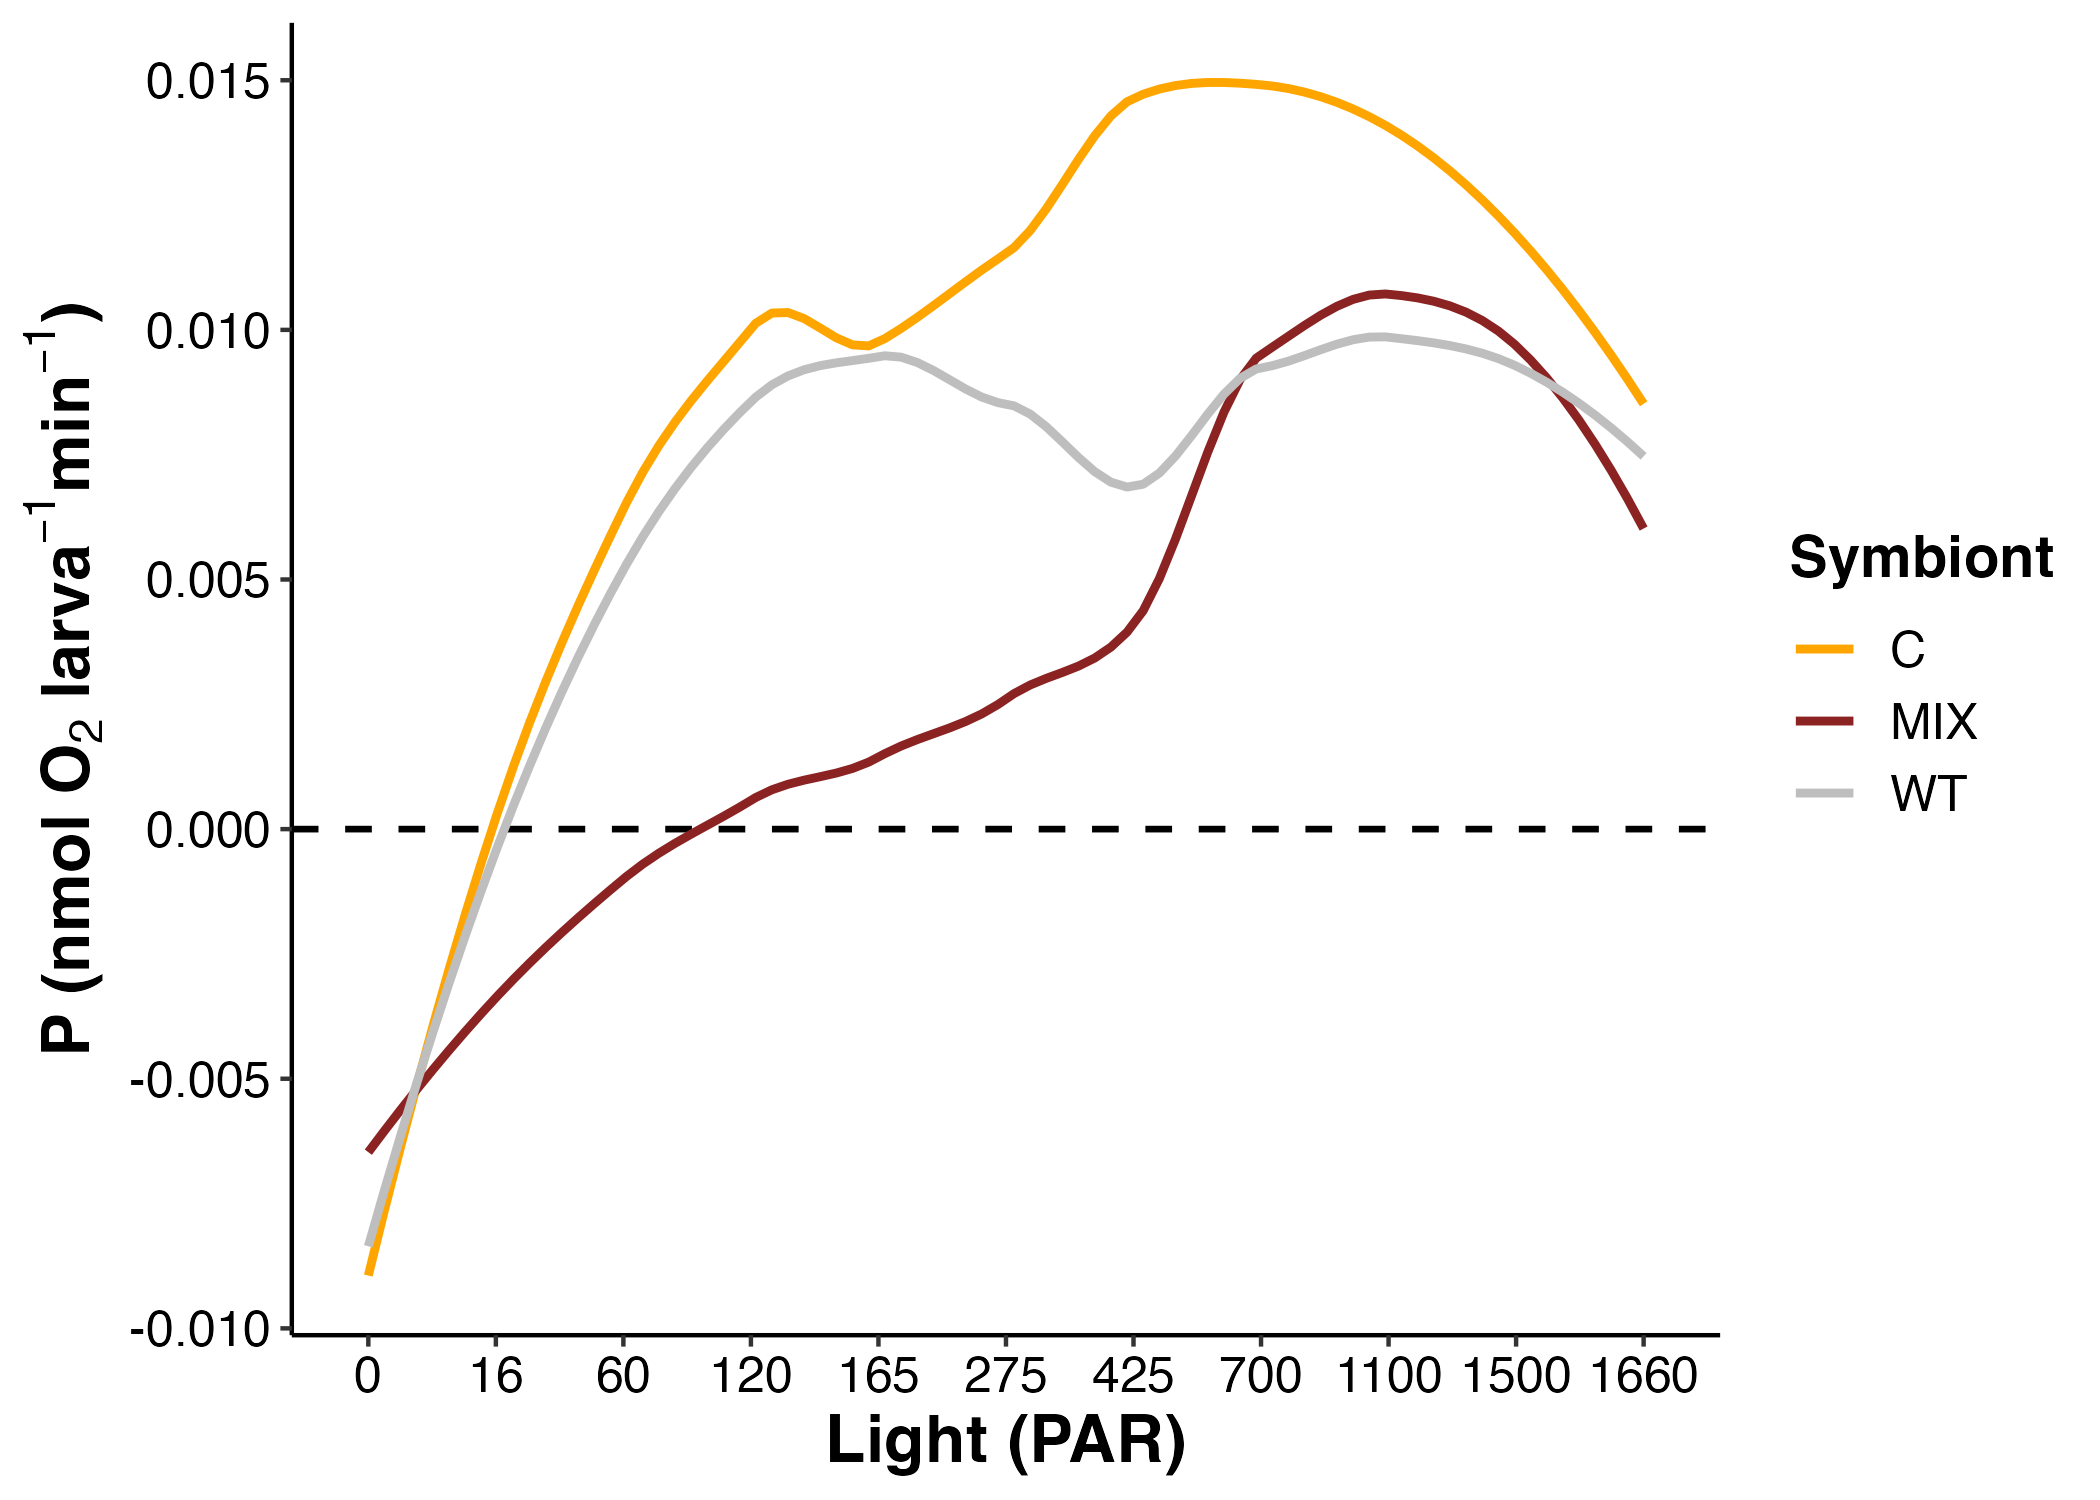 P (nmol O₂ larva⁻¹min⁻¹)
0.015
0.010
0.005
0.000
-0.005
-0.010
0 16 60 120 165 275 425 700 1100 1500 1660
Light (PAR)
Symbiont
C
MIX
WT